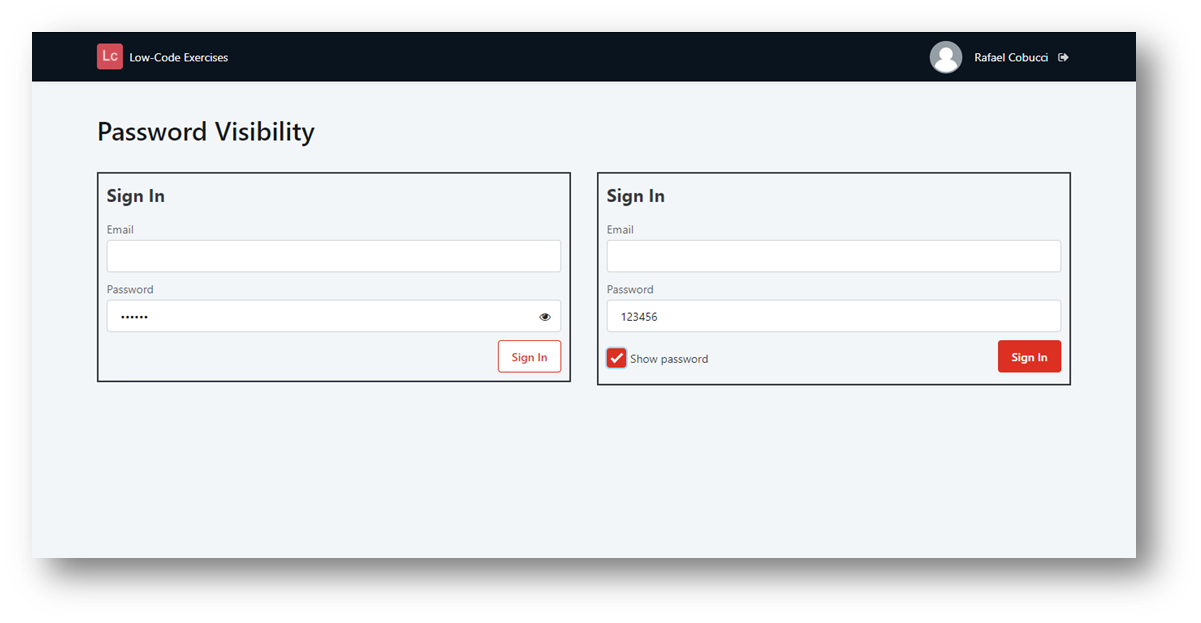 Lc Low-Code Exercises
Rafael Cobucci
Password Visibility
Sign In
Email
Password
••••••
Sign In
Sign In
Email
Password
123456
Show password
Sign In